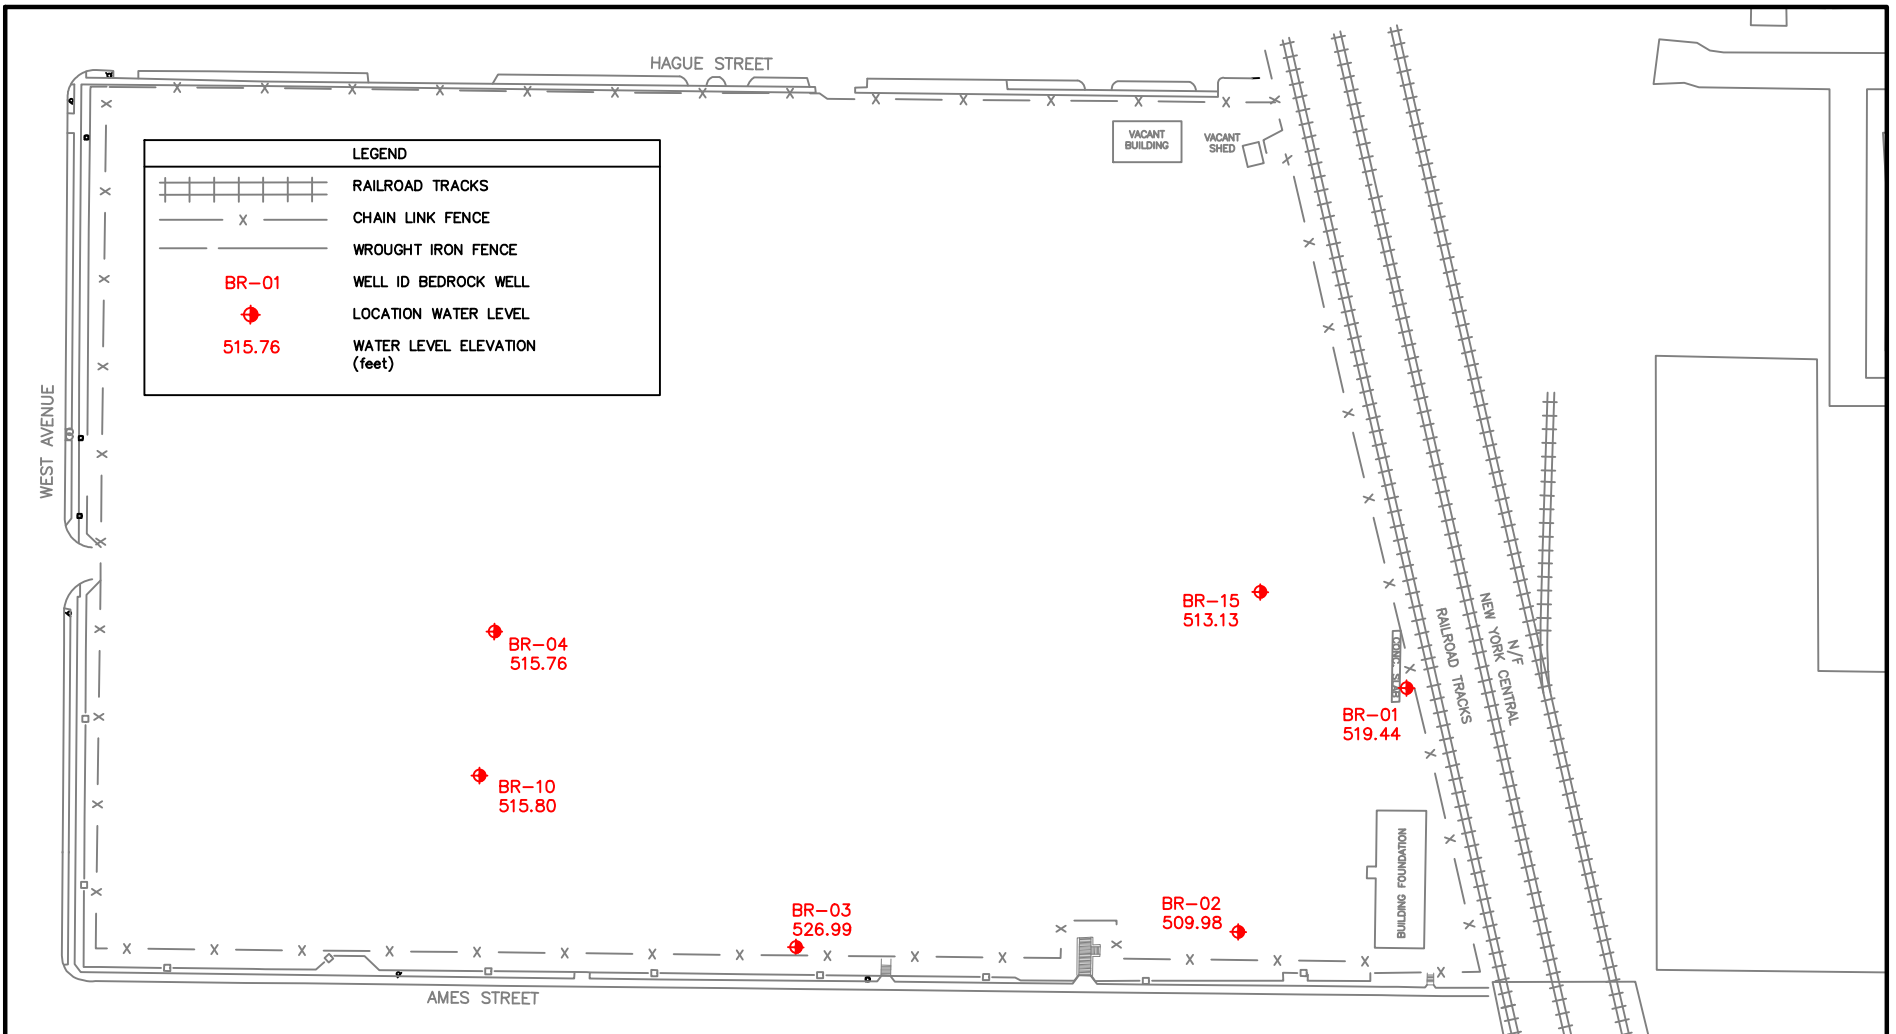 HAGUE STREET
VACANT
BUILDING
VACANT
SHED
LEGEND
RAILROAD TRACKS
X CHAIN LINK FENCE
WROUGHT IRON FENCE
BR-01 WELL ID BEDROCK WELL
LOCATION WATER LEVEL
515.76 WATER LEVEL ELEVATION
(feet)
WEST AVENUE
BR-15
513.13
BR-04
515.76
CONC. SLAB
RAILROAD TRACKS
N/F
NEW YORK CENTRAL
BR-01
519.44
BR-10
515.80
BUILDING FOUNDATION
BR-03
526.99
BR-02
509.98
AMES STREET